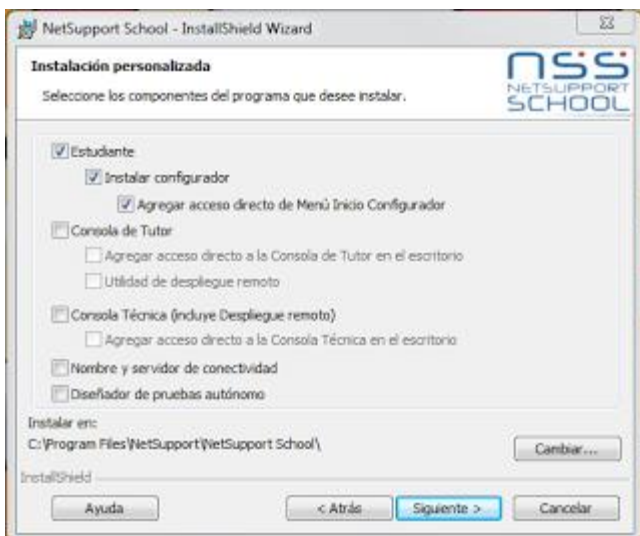 NetSupport School - InstallShield Wizard
Instalación personalizada
Seleccione los componentes del programa que desee instalar.
nss
NETSUPPORT
SCHOOL
Estudiante
Instalar configurador
Agregar acceso directo de Menú Inicio Configurador
Consola de Tutor
Agregar acceso directo a la Consola de Tutor en el escritorio
Utilidad de despliegue remoto
Consola Técnica (incluye Despliegue remoto)
Agregar acceso directo a la Consola Técnica en el escritorio
Nombre y servidor de conectividad
Diseñador de pruebas autónomo
Instalar en:
C:\Program Files\NetSupport\NetSupport School\
Cambiar...
InstallShield
Ayuda
< Atrás
Siguiente >
Cancelar